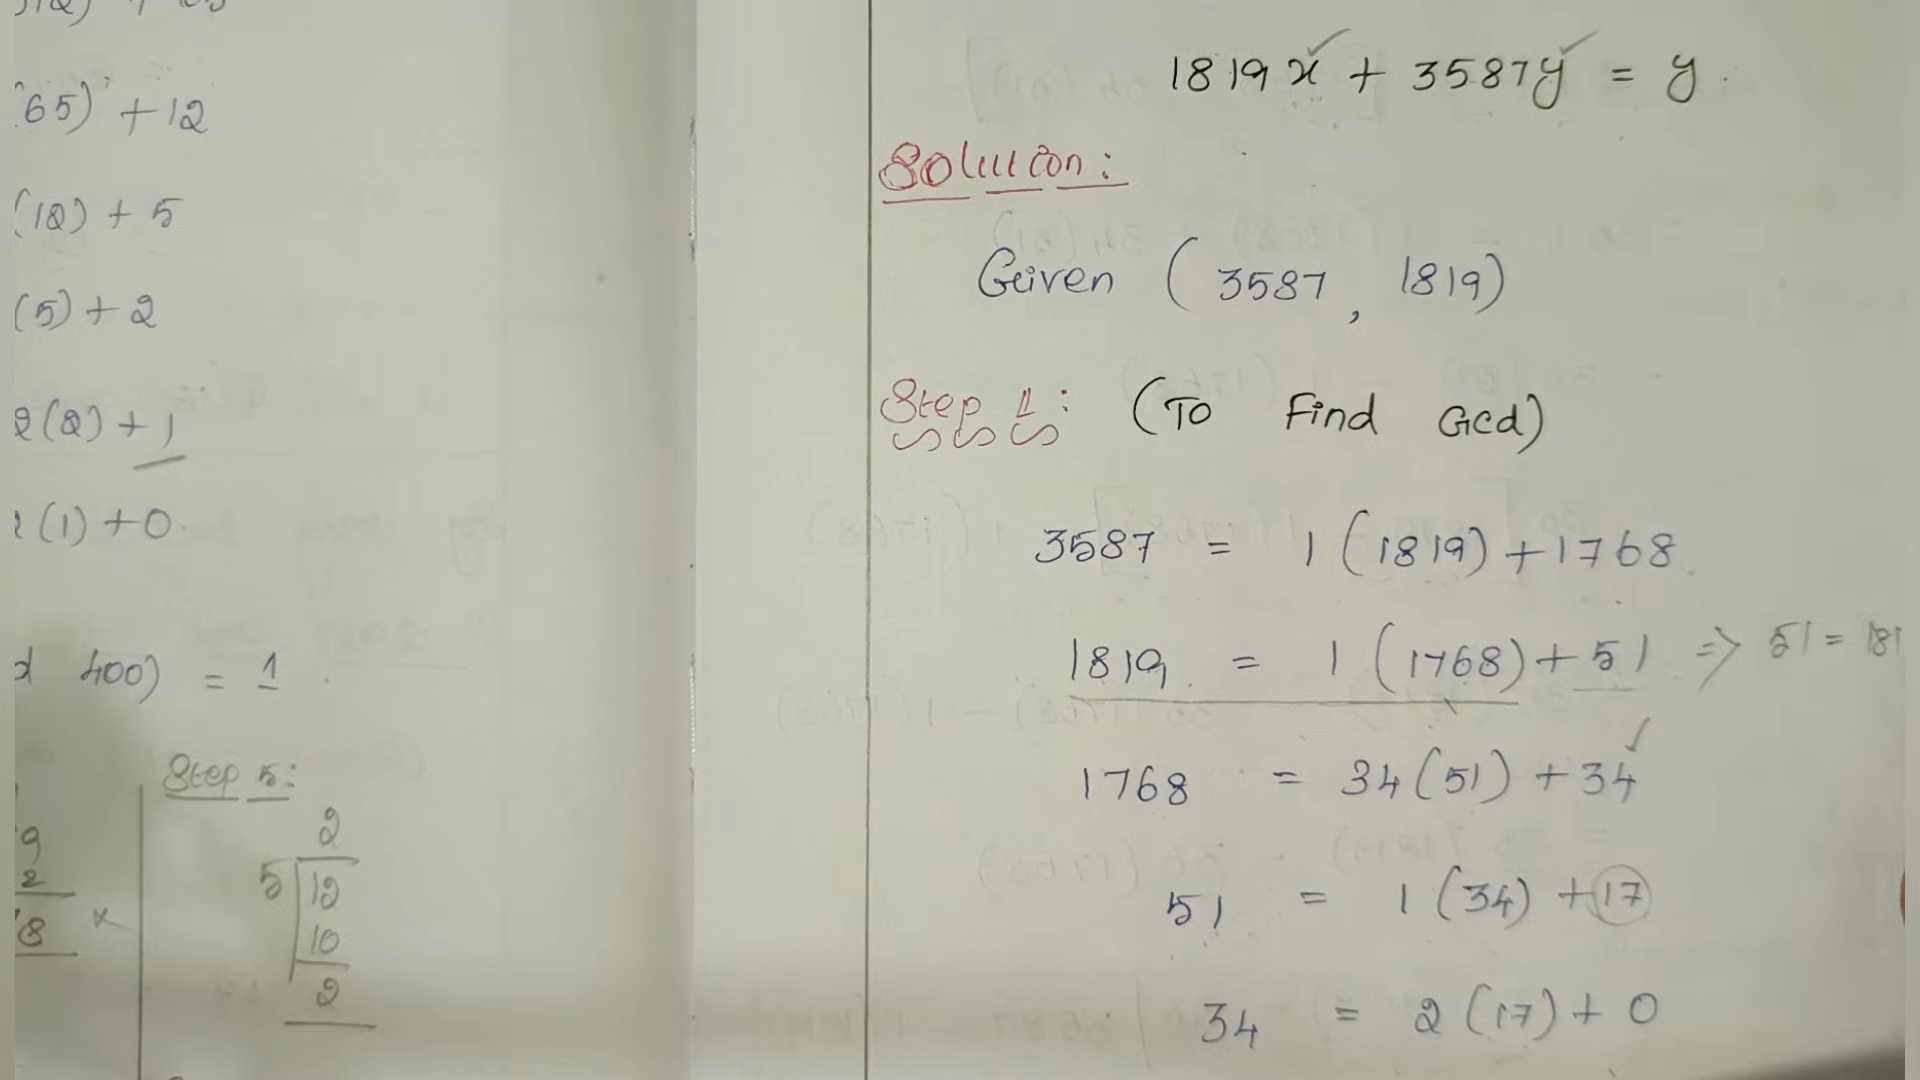 65) + 12
(12) + 5
(5) + 2
2(2) + 1
(1) + 0
400) = 1
Step 5:
2
5 12
10
2
9
2
8 x
1819x + 3587y = y
Solution:
Given (3587, 1819)
Step 1: (To Find Gcd)
3587 = 1 (1819) + 1768
1819 = 1 (1768) + 51 => 51 = 181
1768 = 34 (51) + 34
51 = 1 (34) + 17
34 = 2 (17) + 0